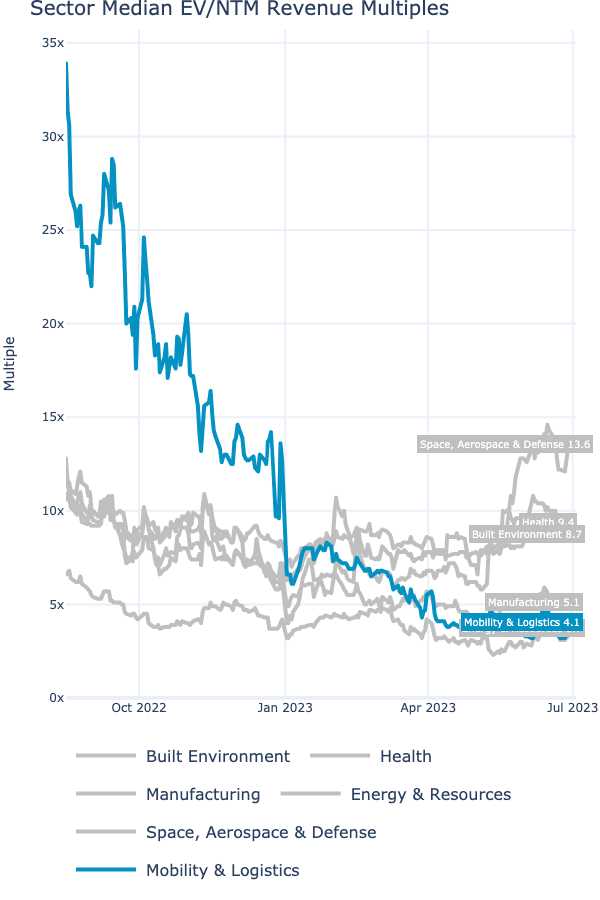 Sector Median EV/NTM Revenue Multiples
35x
30x
25x
20x
15x
10x
5x
0x
Multiple
Space, Aerospace & Defense 13.6
Health 9.4
Built Environment 8.7
Manufacturing 5.1
Mobility & Logistics 4.1
Oct 2022
Jan 2023
Apr 2023
Jul 2023
Built Environment
Health
Manufacturing
Energy & Resources
Space, Aerospace & Defense
Mobility & Logistics